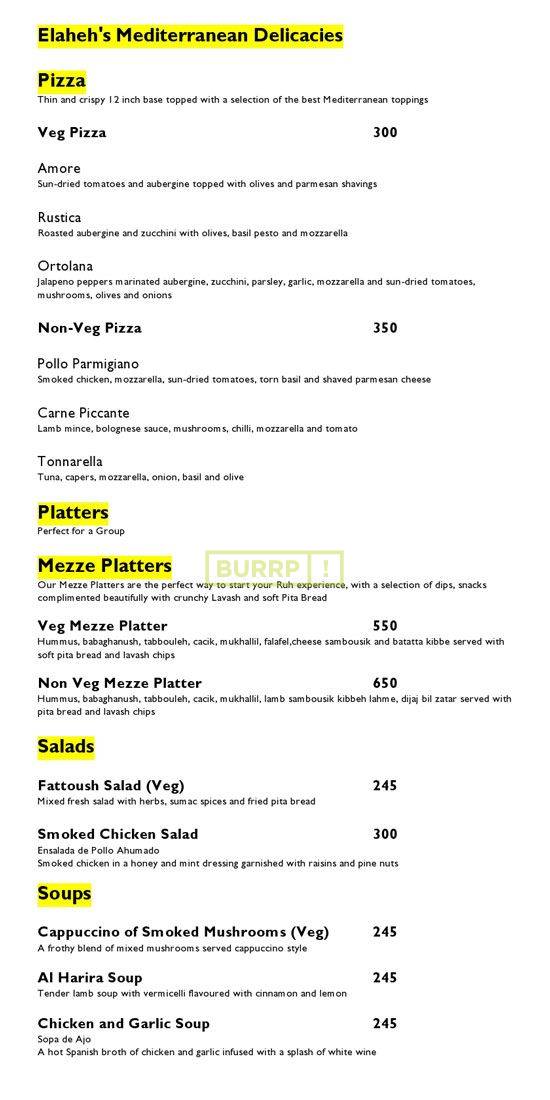 Elaheh's Mediterranean Delicacies
Pizza
Thin and crispy 12 inch base topped with a selection of the best Mediterranean toppings
Veg Pizza 300
Amore
Sun-dried tomatoes and aubergine topped with olives and parmesan shavings
Rustica
Roasted aubergine and zucchini with olives, basil pesto and mozzarella
Ortolana
Jalapeno peppers marinated aubergine, zucchini, parsley, garlic, mozzarella and sun-dried tomatoes,
mushrooms, olives and onions
Non-Veg Pizza 350
Pollo Parmigiano
Smoked chicken, mozzarella, sun-dried tomatoes, torn basil and shaved parmesan cheese
Carne Piccante
Lamb mince, bolognese sauce, mushrooms, chilli, mozzarella and tomato
Tonnarella
Tuna, capers, mozzarella, onion, basil and olive
Platters
Perfect for a Group
Mezze Platters
BURRP !
Our Mezze Platters are the perfect way to start your Ruh experience, with a selection of dips, snacks
complimented beautifully with crunchy Lavash and soft Pita Bread
Veg Mezze Platter 550
Hummus, babaghanush, tabbouleh, cacik, mukhallil, falafel,cheese sambousik and batatta kibbe served with
soft pita bread and lavash chips
Non Veg Mezze Platter 650
Hummus, babaghanush, tabbouleh, cacik, mukhallil, lamb sambousik kibbeh lahme, dijaj bil zatar served with
pita bread and lavash chips
Salads
Fattoush Salad (Veg) 245
Mixed fresh salad with herbs, sumac spices and fried pita bread
Smoked Chicken Salad 300
Ensalada de Pollo Ahumado
Smoked chicken in a honey and mint dressing garnished with raisins and pine nuts
Soups
Cappuccino of Smoked Mushrooms (Veg) 245
A frothy blend of mixed mushrooms served cappuccino style
Al Harira Soup 245
Tender lamb soup with vermicelli flavoured with cinnamon and lemon
Chicken and Garlic Soup 245
Sopa de Ajo
A hot Spanish broth of chicken and garlic infused with a splash of white wine